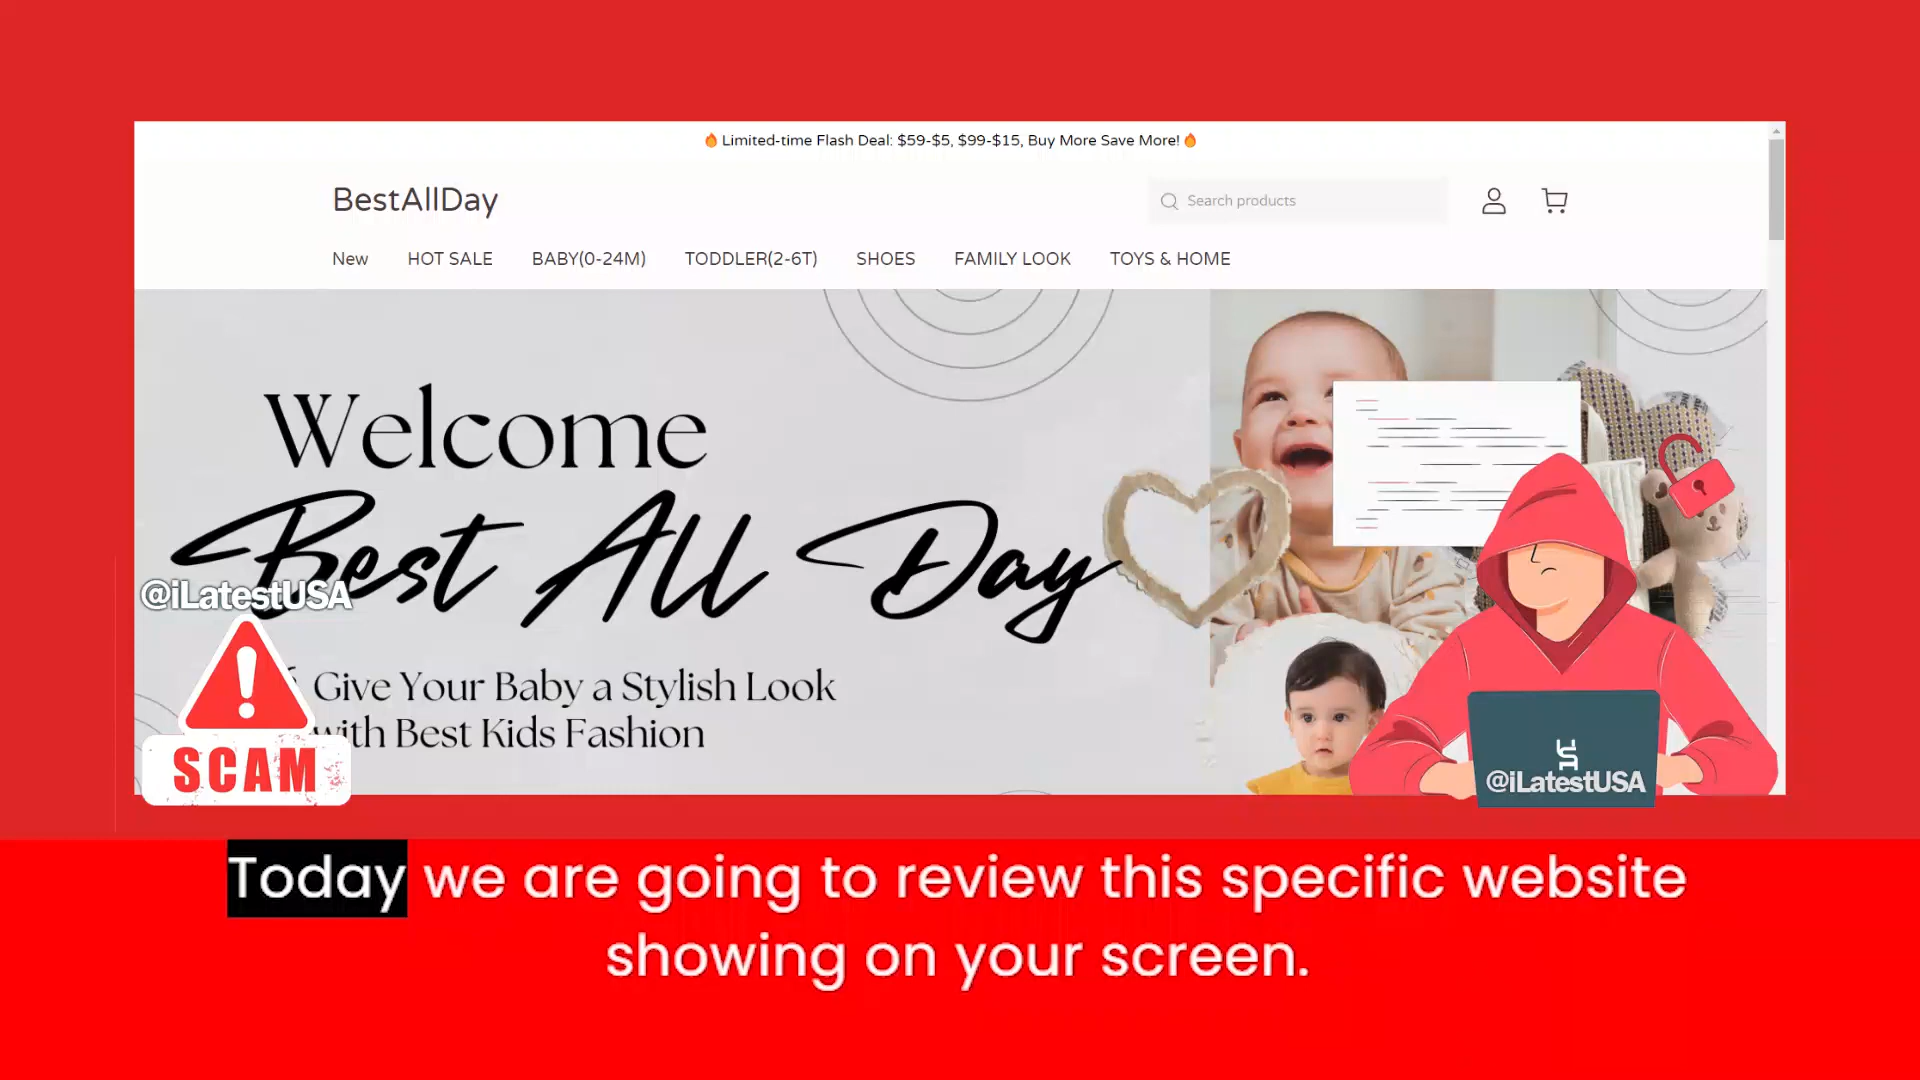 🔥 Limited-time Flash Deal: $59-$5, $99-$15, Buy More Save More! 🔥
BestAllDay
Search products
New HOT SALE BABY(0-24M) TODDLER(2-6T) SHOES FAMILY LOOK TOYS & HOME
Welcome
Best All Day
@iLatestUSA
Give Your Baby a Stylish Look
with Best Kids Fashion
SCAM
@iLatestUSA
Today we are going to review this specific website
showing on your screen.